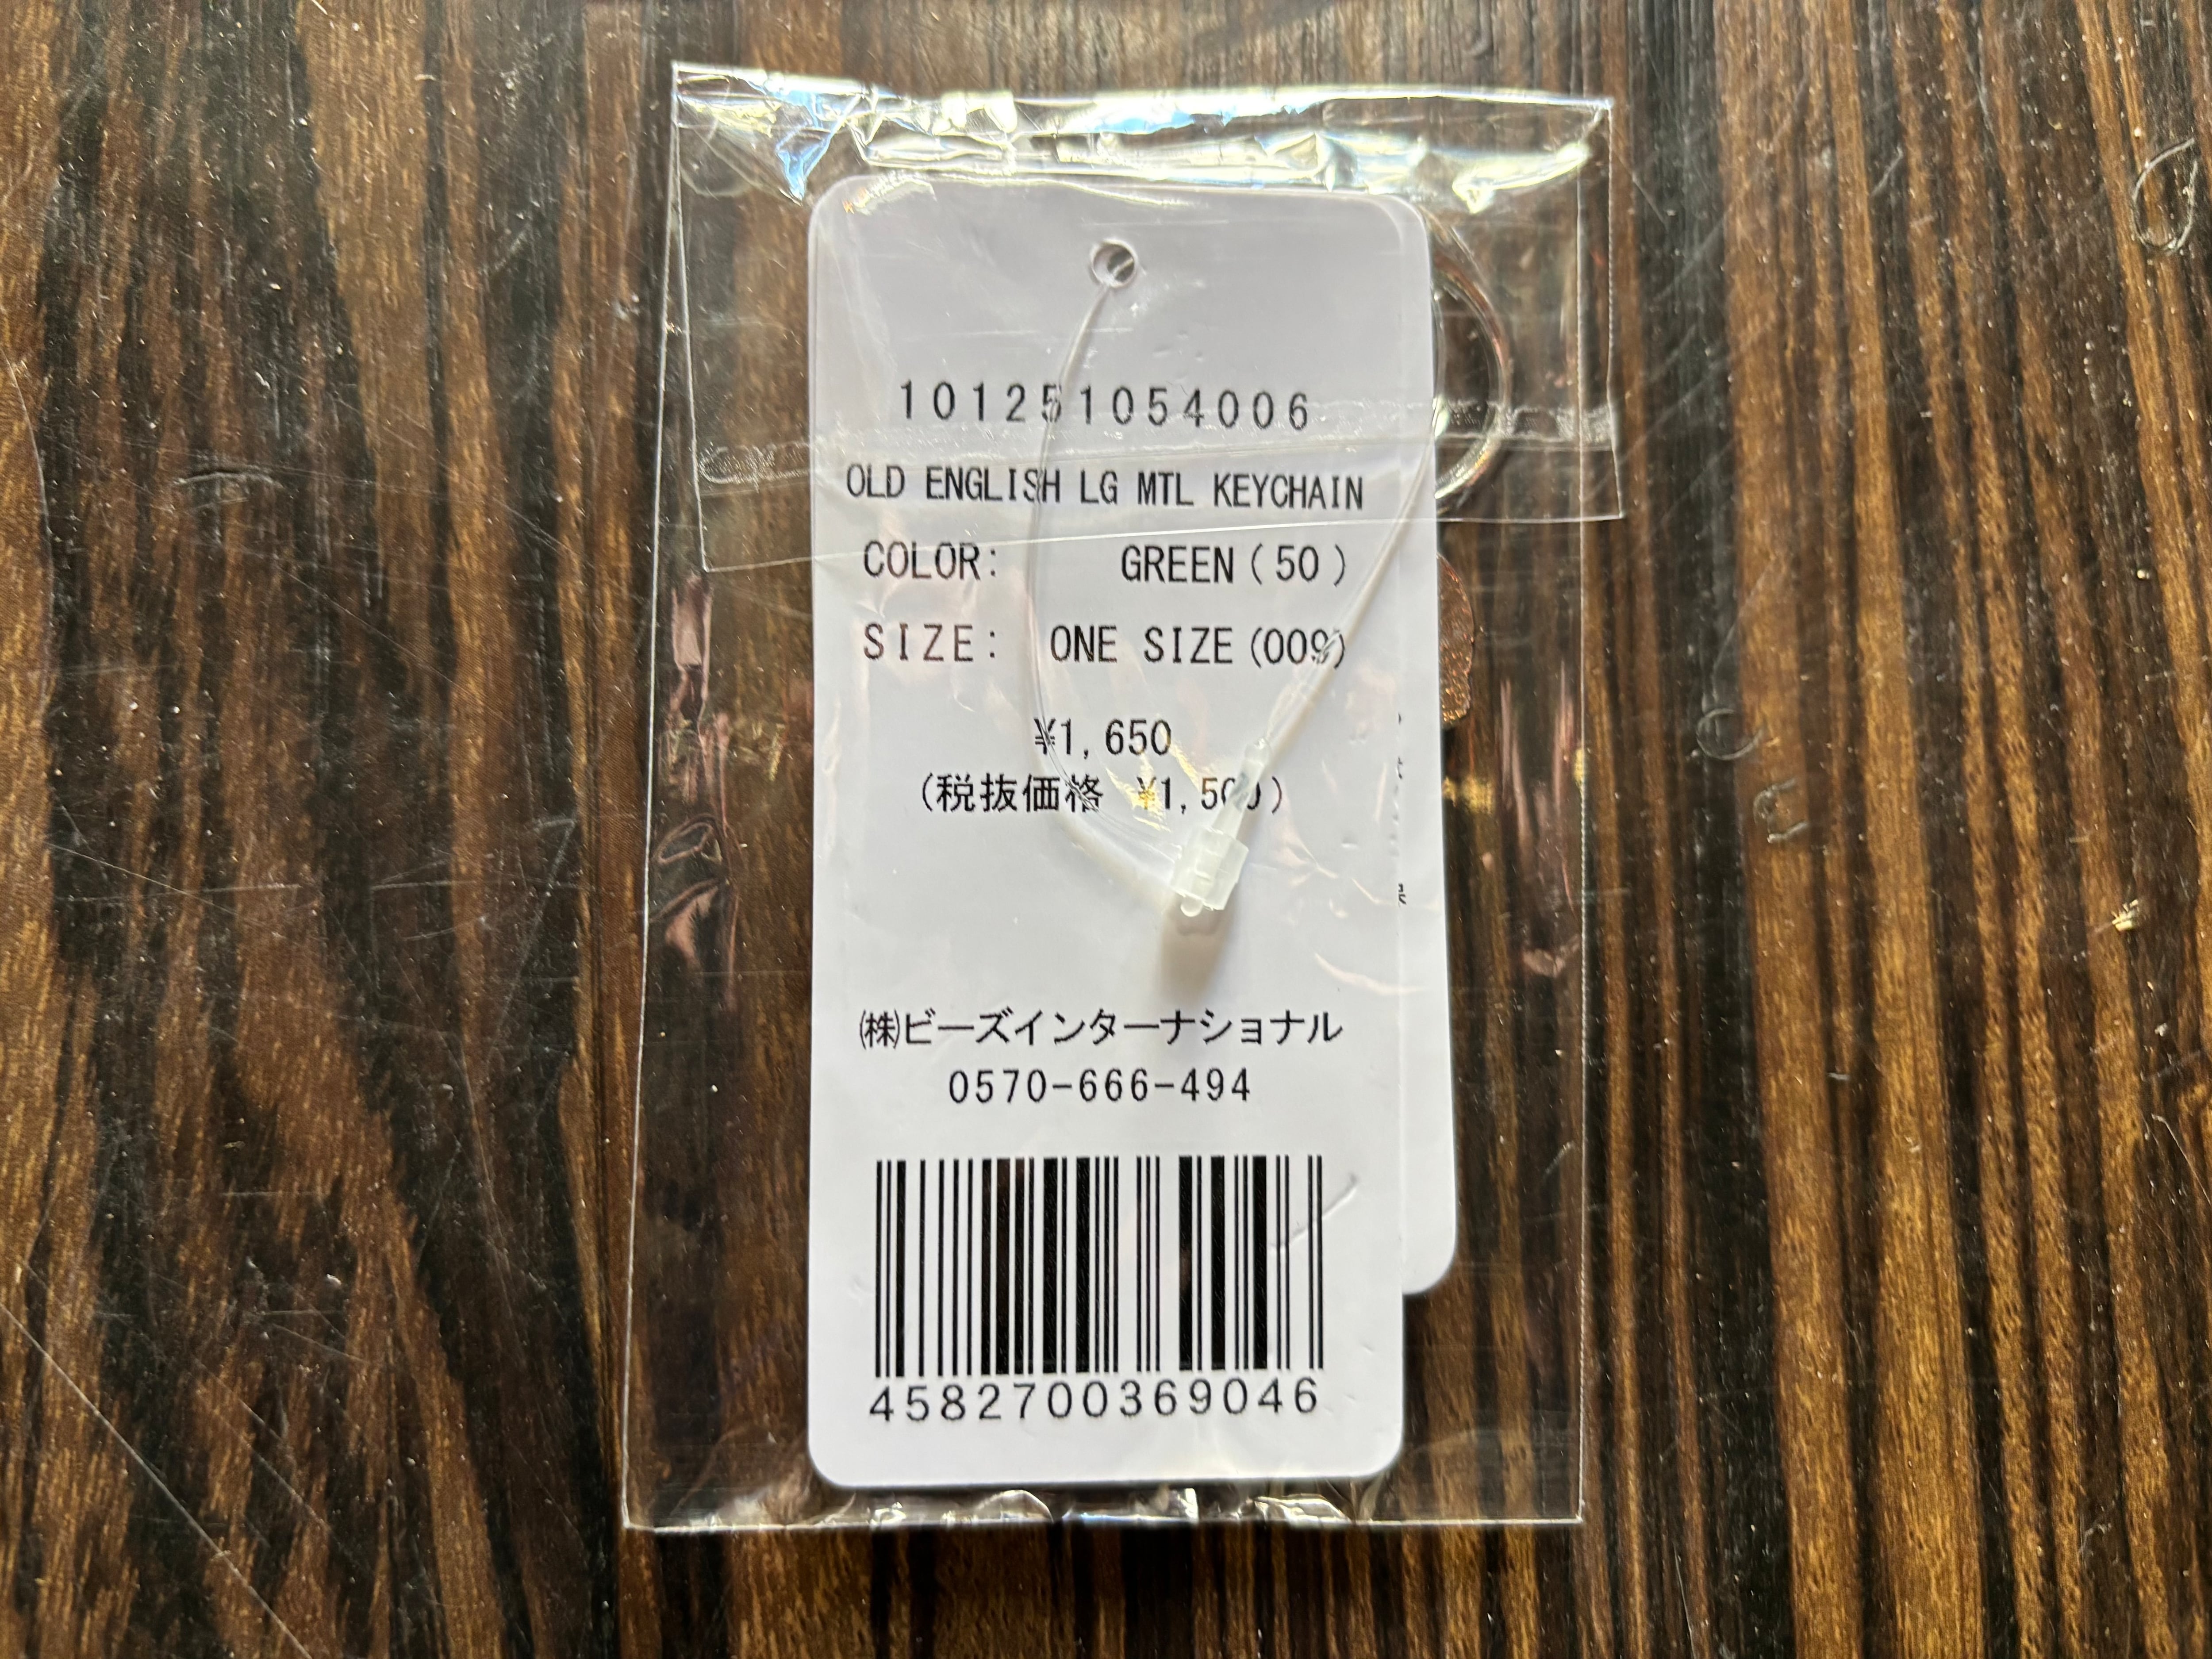 101251054006
OLD ENGLISH LG MTL KEYCHAIN
COLOR: GREEN(50)
SIZE: ONE SIZE(009)
¥1,650
(税抜価格 ¥1,500)
㈱ビーズインターナショナル
0570-666-494
4582700369046